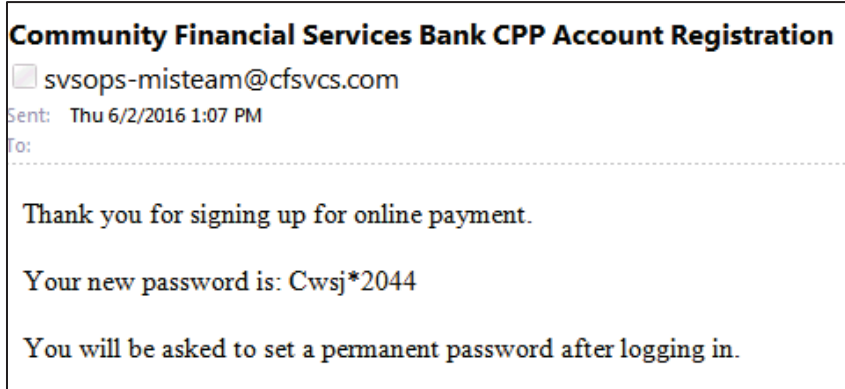 Community Financial Services Bank CPP Account Registration
svsops-misteam@cfsvcs.com
Sent: Thu 6/2/2016 1:07 PM
To:
Thank you for signing up for online payment.
Your new password is: Cwsj*2044
You will be asked to set a permanent password after logging in.